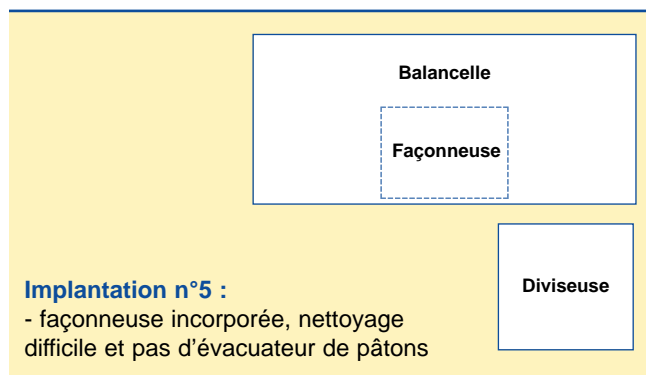 Balancelle
Façonneuse
Diviseuse
Implantation n°5 :
- façonneuse incorporée, nettoyage
difficile et pas d’évacuateur de pâtons